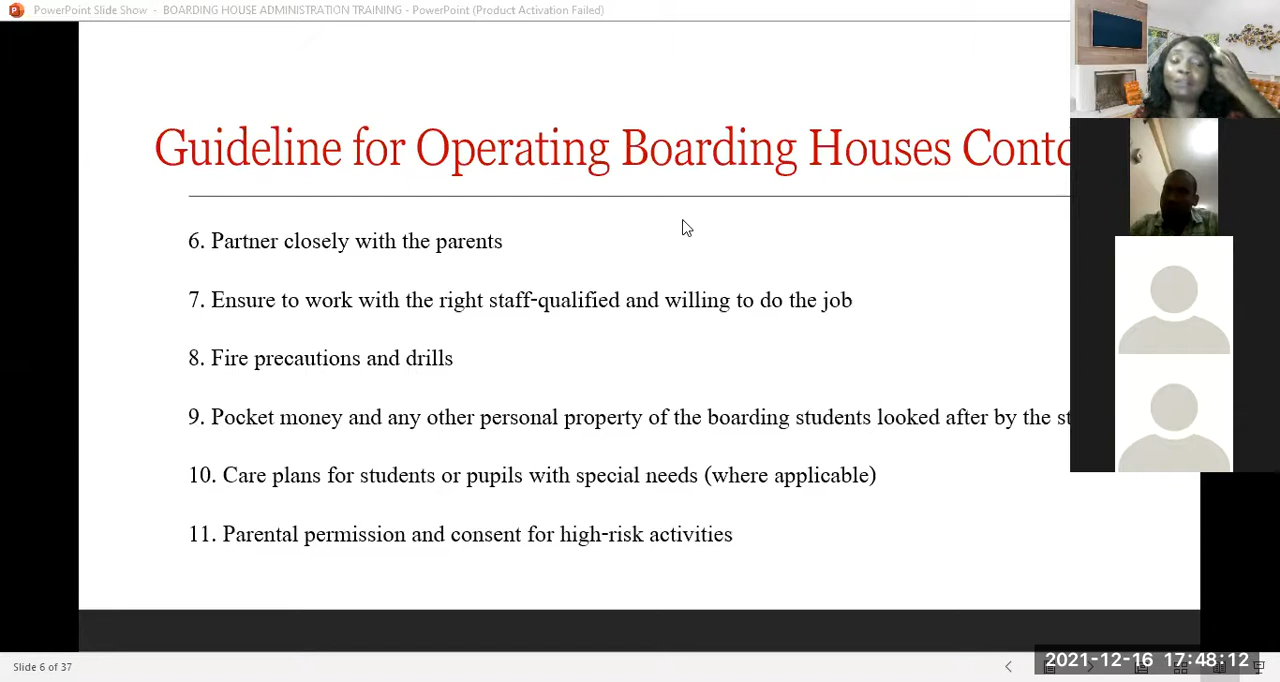 PowerPoint Slide Show - BOARDING HOUSE ADMINISTRATION TRAINING - PowerPoint (Product Activation Failed)
Guideline for Operating Boarding Houses
6. Partner closely with the parents
7. Ensure to work with the right staff-qualified and willing to do the job
8. Fire precautions and drills
9. Pocket money and any other personal property of the boarding students looked after by the
10. Care plans for students or pupils with special needs (where applicable)
11. Parental permission and consent for high-risk activities
Slide 6 of 37
2021-12-16 17:48:12